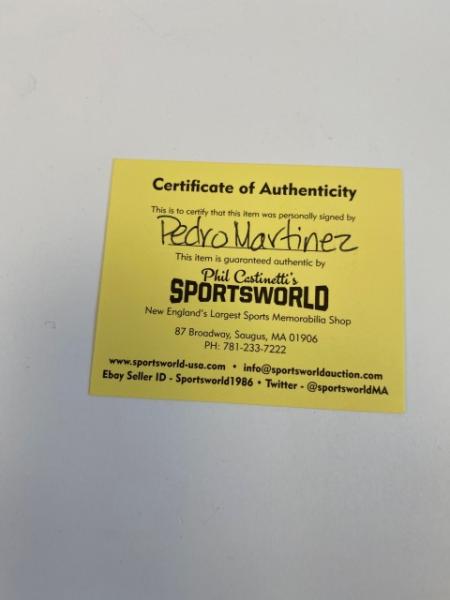 Certificate of Authenticity
This is to certify that this item was personally signed by
Pedro Martinez
This item is guaranteed authentic by
Phil Castinetti's
SPORTSWORLD
New England's Largest Sports Memorabilia Shop
87 Broadway, Saugus, MA 01906
PH: 781-233-7222
www.sportsworld-usa.com • info@sportsworldauction.com
Ebay Seller ID - Sportsworld1986 • Twitter - @sportsworldMA